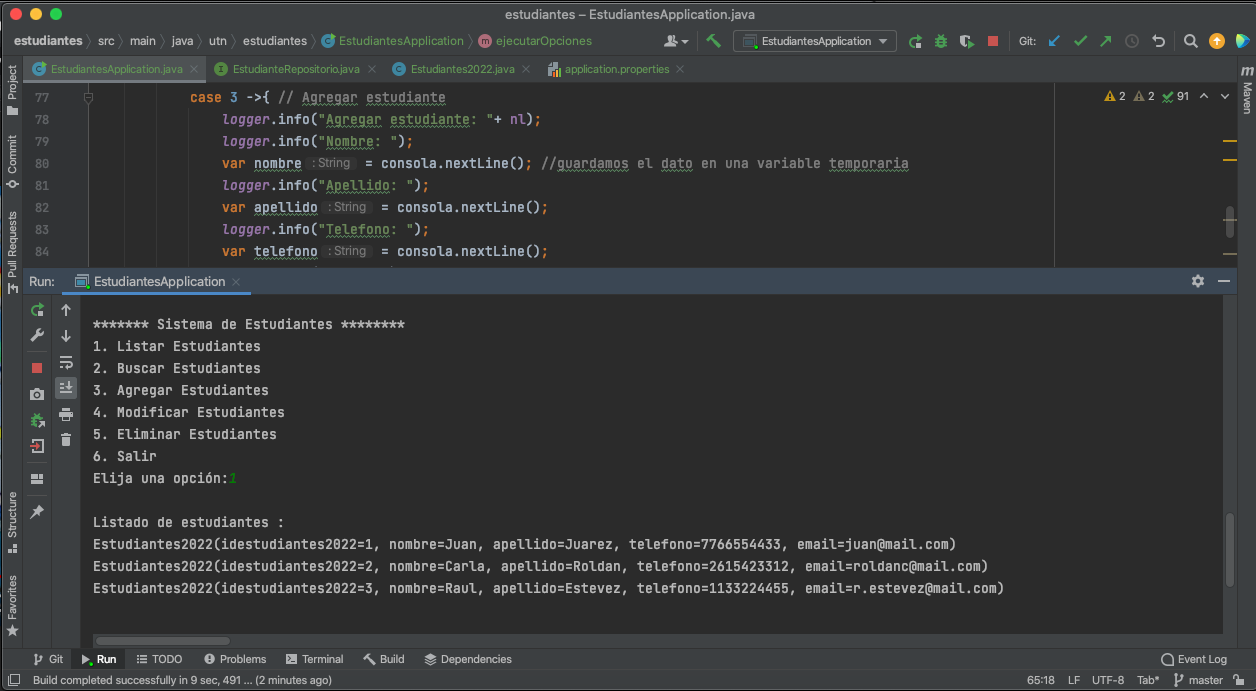 estudiantes – EstudiantesApplication.java
estudiantes src main java utn estudiantes EstudiantesApplication ejecutarOpciones EstudiantesApplication Git:
EstudiantesApplication.java EstudianteRepositorio.java Estudiantes2022.java application.properties
Project
Commit
Pull Requests
Structure
Favorites
Maven
2 2 91
77 case 3 ->{ // Agregar estudiante
78 logger.info("Agregar estudiante: "+ nl);
79 logger.info("Nombre: ");
80 var nombre : String = consola.nextLine(); //guardamos el dato en una variable temporaria
81 logger.info("Apellido: ");
82 var apellido : String = consola.nextLine();
83 logger.info("Telefono: ");
84 var telefono : String = consola.nextLine();
Run: EstudiantesApplication
******* Sistema de Estudiantes ********
1. Listar Estudiantes
2. Buscar Estudiantes
3. Agregar Estudiantes
4. Modificar Estudiantes
5. Eliminar Estudiantes
6. Salir
Elija una opción:1
Listado de estudiantes :
Estudiantes2022(idestudiantes2022=1, nombre=Juan, apellido=Juarez, telefono=7766554433, email=juan@mail.com)
Estudiantes2022(idestudiantes2022=2, nombre=Carla, apellido=Roldan, telefono=2615423312, email=roldanc@mail.com)
Estudiantes2022(idestudiantes2022=3, nombre=Raul, apellido=Estevez, telefono=1133224455, email=r.estevez@mail.com)
Git Run TODO Problems Terminal Build Dependencies Event Log
Build completed successfully in 9 sec, 491 ... (2 minutes ago) 65:18 LF UTF-8 Tab* master